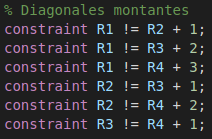 % Diagonales montantes
constraint R1 != R2 + 1;
constraint R1 != R3 + 2;
constraint R1 != R4 + 3;
constraint R2 != R3 + 1;
constraint R2 != R4 + 2;
constraint R3 != R4 + 1;